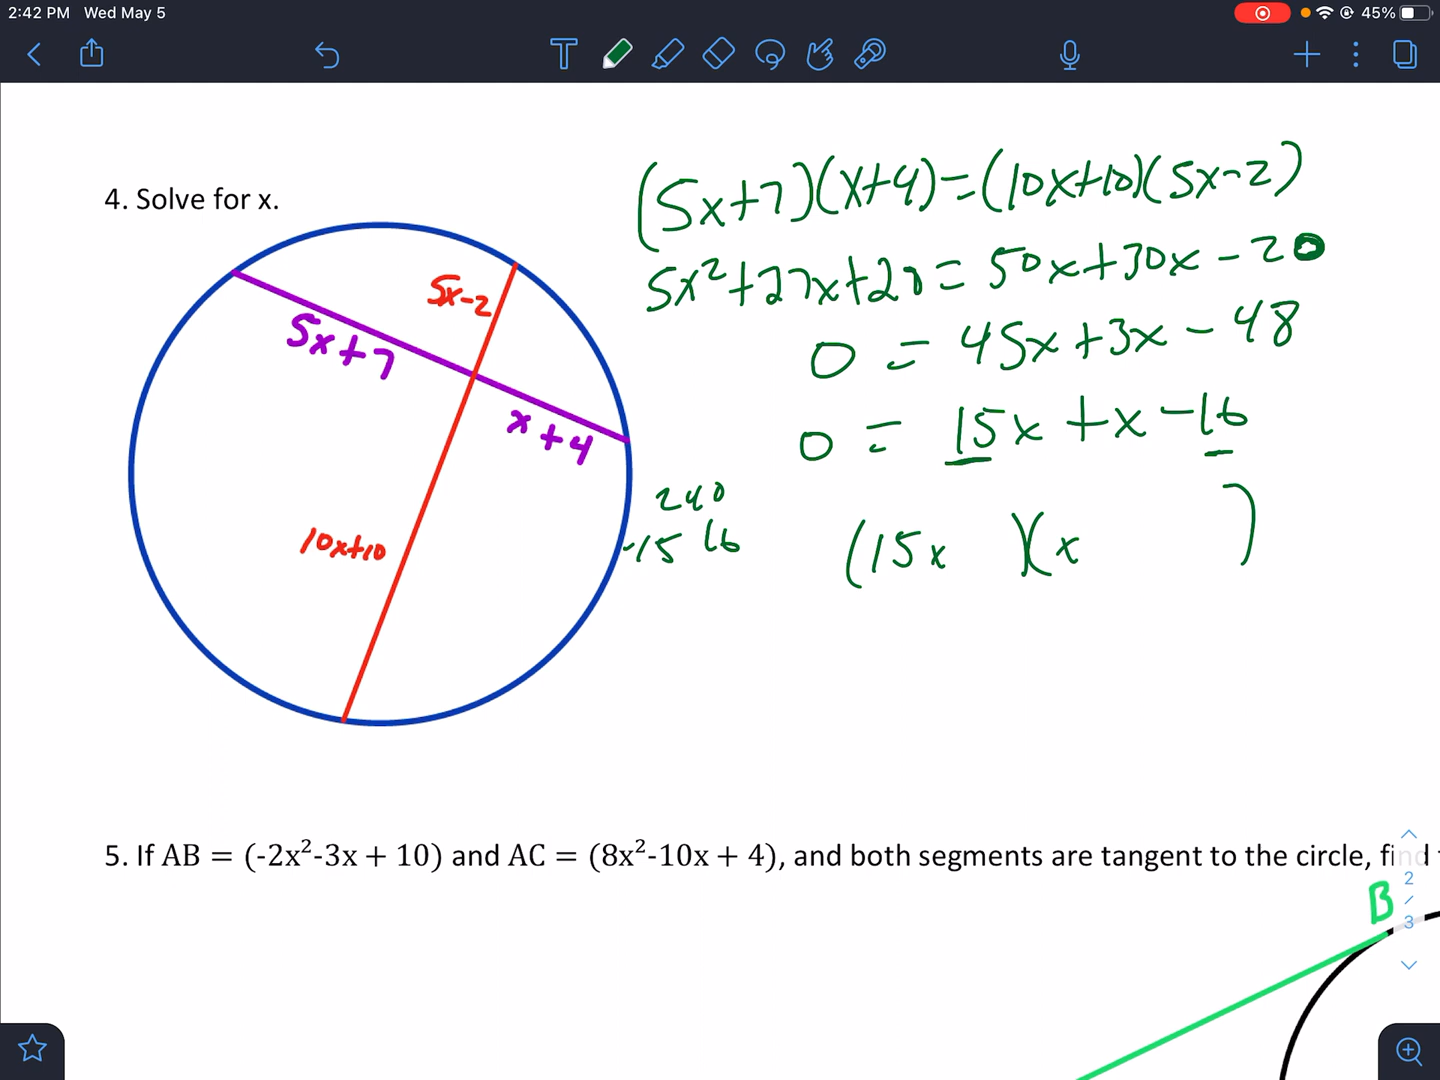 2:42 PM Wed May 5
45%
4. Solve for x.
5x-2
5x+7
x+4
10x+10
(5x+7)(x+4)=(10x+10)(5x-2)
5x²+27x+28=50x+30x-20
0 = 45x+3x-48
0 = 15x+x-16
240
-15 16
(15x )(x )
5. If AB = (-2x²-3x + 10) and AC = (8x²-10x + 4), and both segments are tangent to the circle, find
B
2
/
3